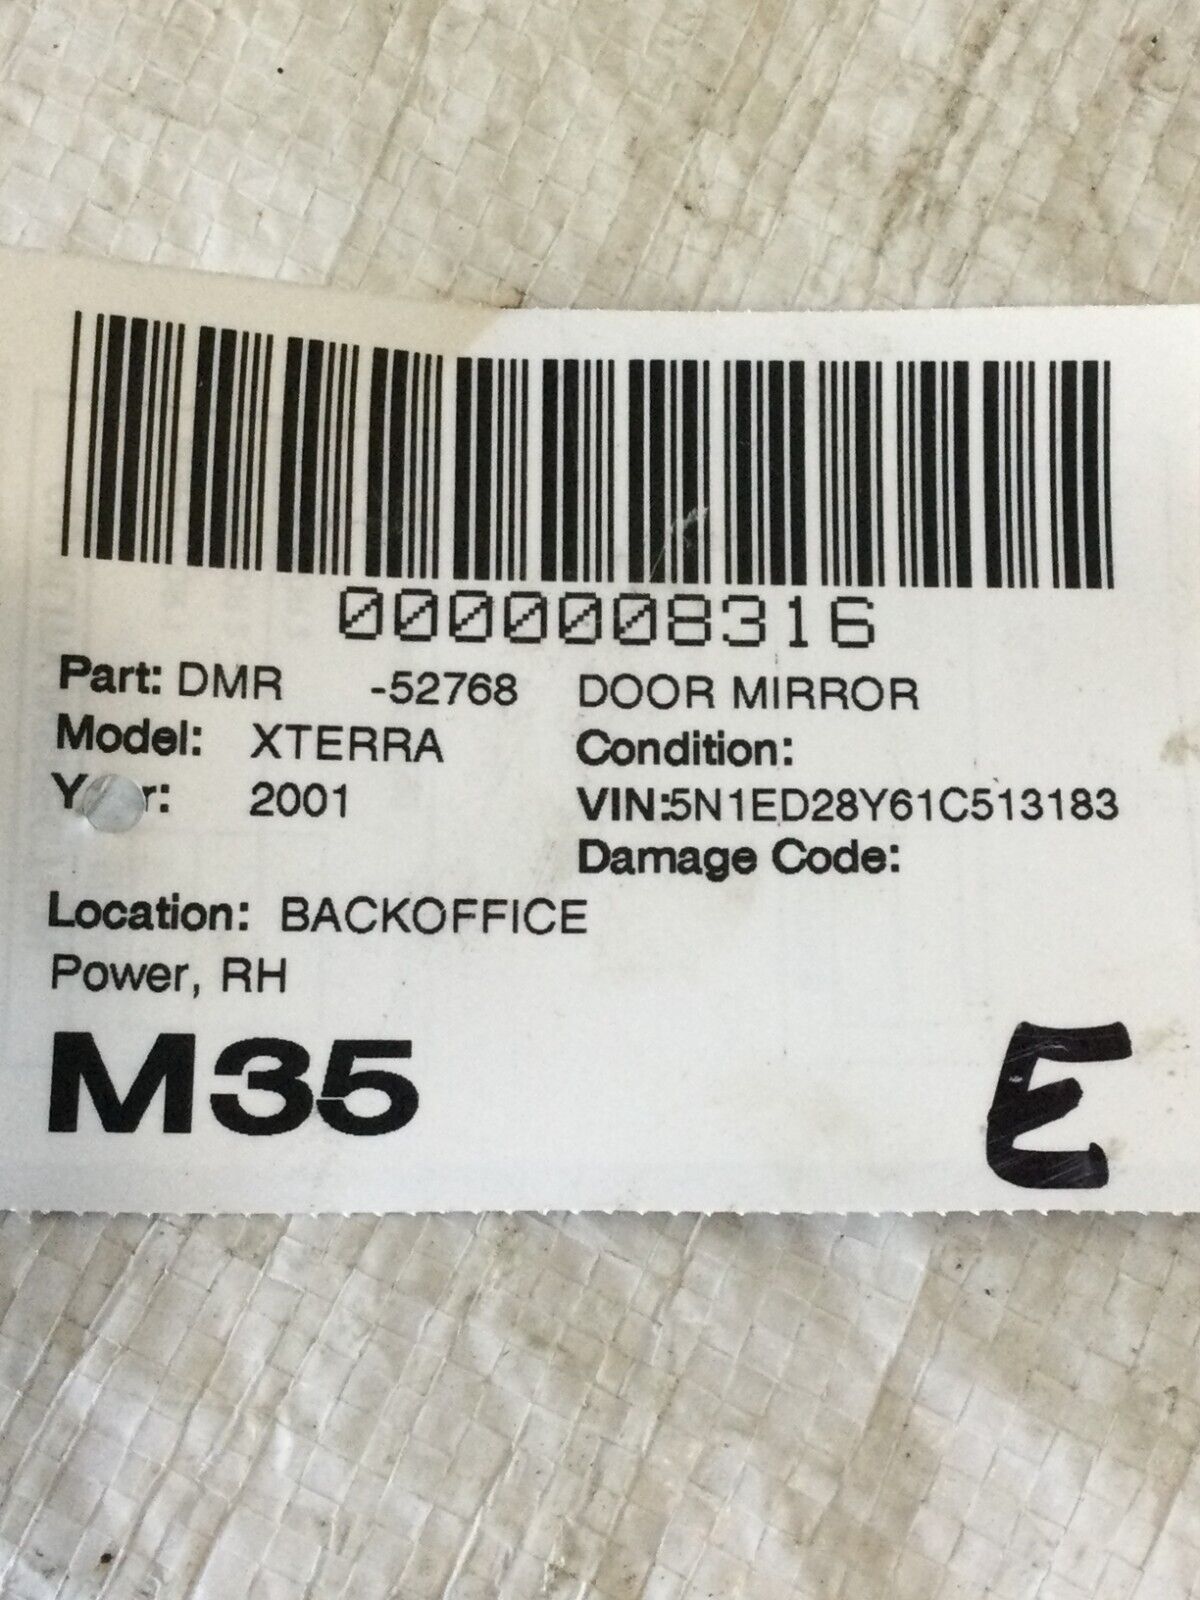 0000008316
Part: DMR -52768 DOOR MIRROR
Model: XTERRA Condition:
2001 VIN:5N1ED28Y61C513183
Damage Code:
Location: BACKOFFICE
Power, RH
M35 E